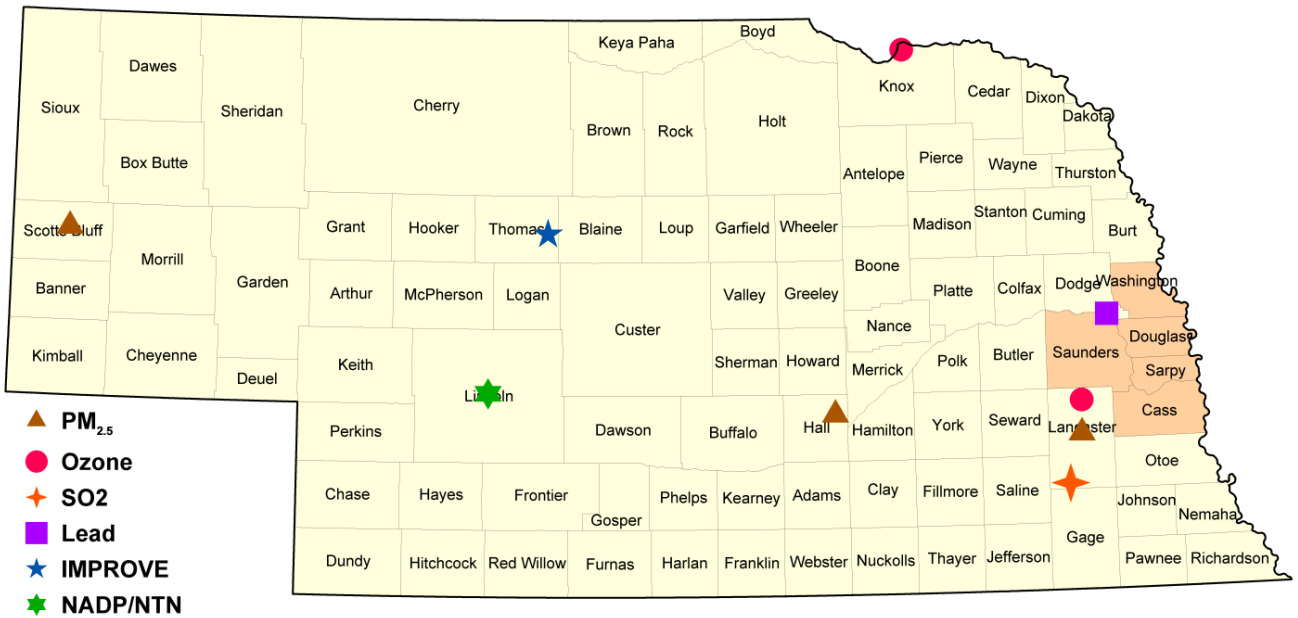 Boyd
Keya Paha
Dawes
Knox
Cedar
Dixon
Sioux
Cherry
Sheridan
Dakota
Holt
Brown
Rock
Box Butte
Pierce
Wayne
Antelope
Thurston
Stanton
Cuming
Madison
Scotts Bluff
Grant
Hooker
Thomas
Blaine
Loup
Garfield
Wheeler
Burt
Morrill
Boone
Garden
Banner
Arthur
McPherson
Logan
Valley
Greeley
Platte
Colfax
Dodge
Washington
Custer
Nance
Douglas
Kimball
Cheyenne
Keith
Sherman
Howard
Merrick
Polk
Butler
Saunders
Sarpy
Deuel
Lincoln
Cass
Perkins
Dawson
Buffalo
Hall
Hamilton
York
Seward
Lancaster
Otoe
Chase
Hayes
Frontier
Phelps
Kearney
Adams
Clay
Fillmore
Saline
Johnson
Nemaha
Gosper
Gage
Dundy
Hitchcock
Red Willow
Furnas
Harlan
Franklin
Webster
Nuckolls
Thayer
Jefferson
Pawnee
Richardson
PM2.5
Ozone
SO2
Lead
IMPROVE
NADP/NTN